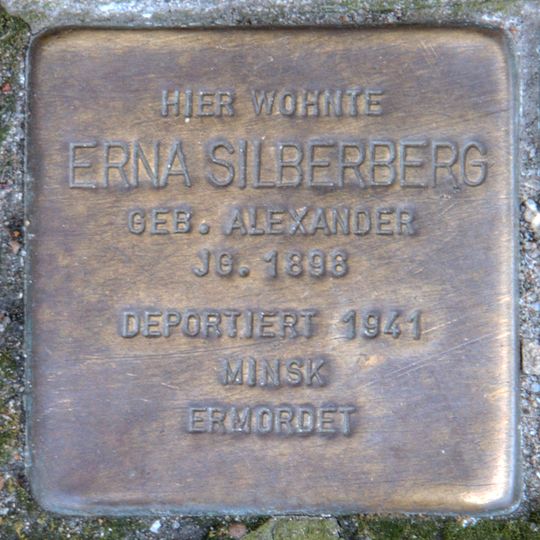 HIER WOHNTE
ERNA SILBERBERG
GEB. ALEXANDER
JG. 1898
DEPORTIERT 1941
MINSK
ERMORDET